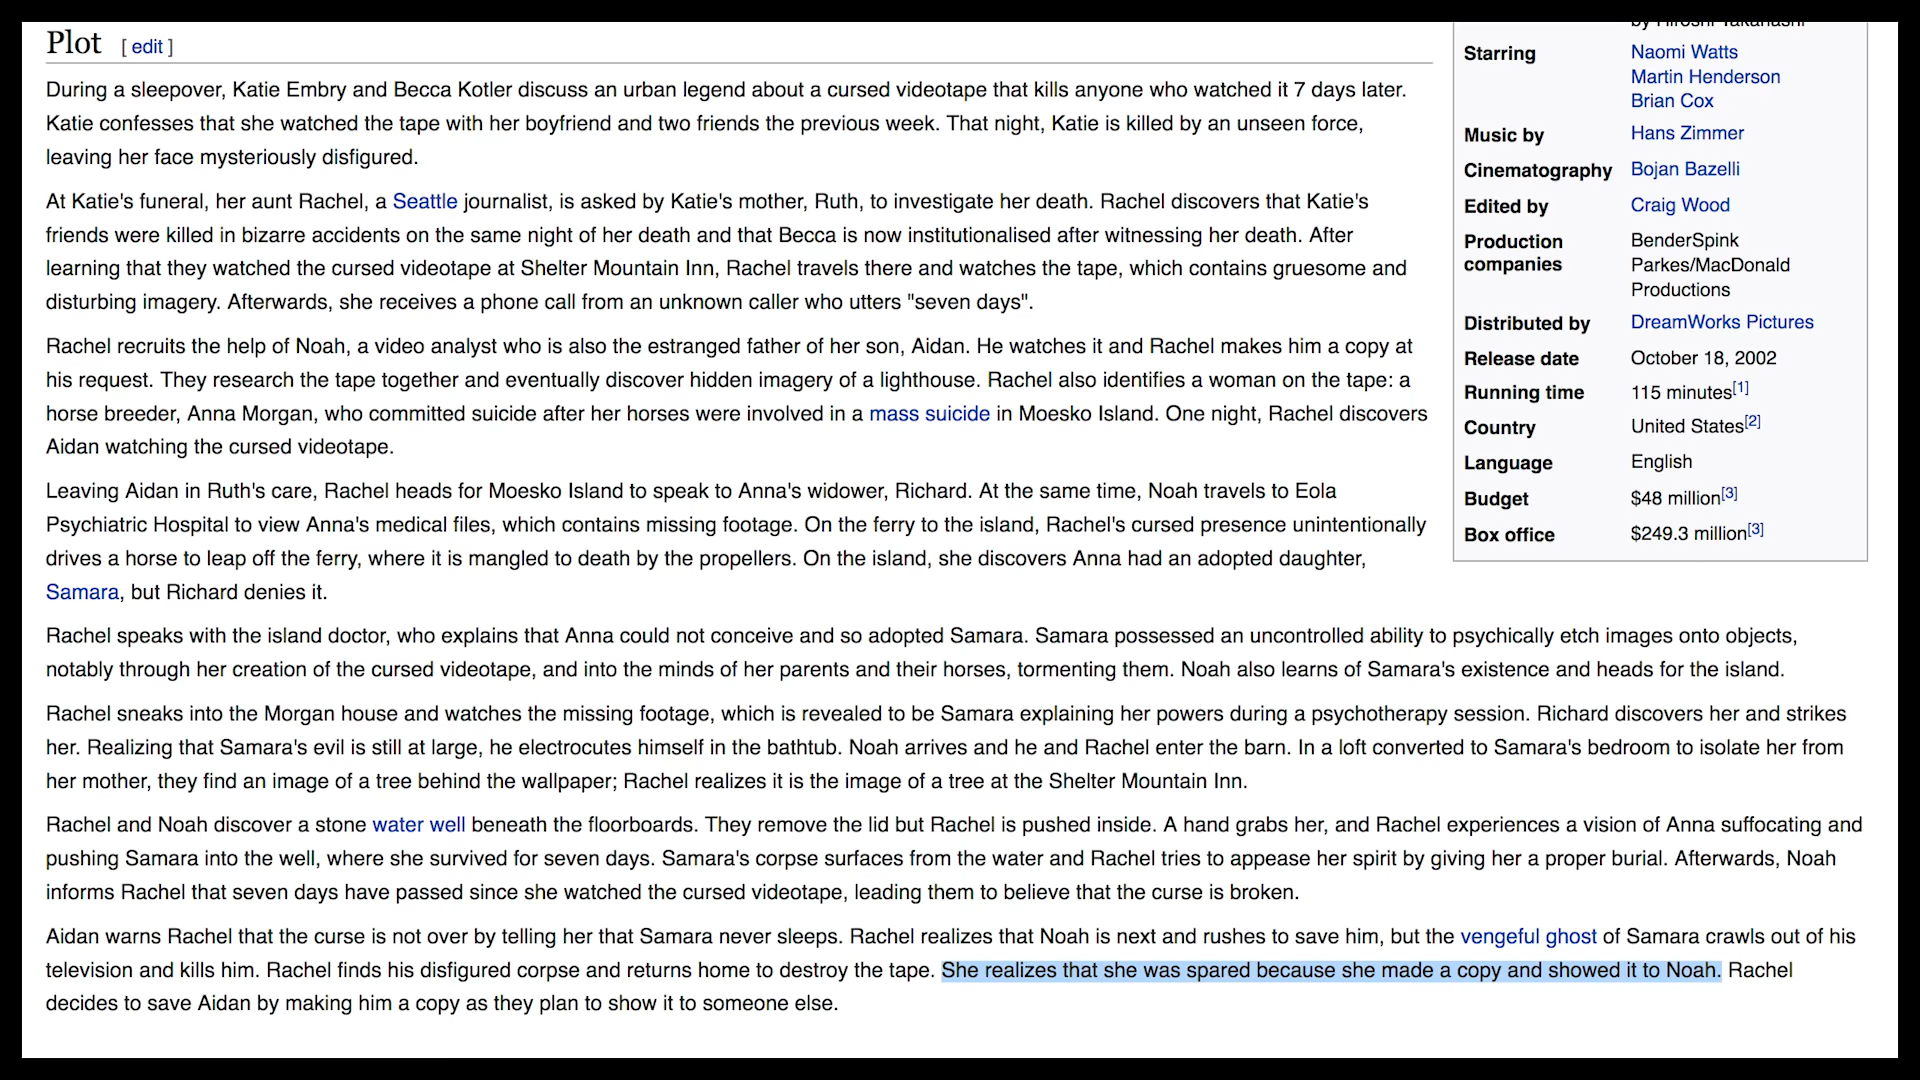 Plot [ edit ]
During a sleepover, Katie Embry and Becca Kotler discuss an urban legend about a cursed videotape that kills anyone who watched it 7 days later.
Katie confesses that she watched the tape with her boyfriend and two friends the previous week. That night, Katie is killed by an unseen force,
leaving her face mysteriously disfigured.
At Katie's funeral, her aunt Rachel, a Seattle journalist, is asked by Katie's mother, Ruth, to investigate her death. Rachel discovers that Katie's
friends were killed in bizarre accidents on the same night of her death and that Becca is now institutionalised after witnessing her death. After
learning that they watched the cursed videotape at Shelter Mountain Inn, Rachel travels there and watches the tape, which contains gruesome and
disturbing imagery. Afterwards, she receives a phone call from an unknown caller who utters "seven days".
Rachel recruits the help of Noah, a video analyst who is also the estranged father of her son, Aidan. He watches it and Rachel makes him a copy at
his request. They research the tape together and eventually discover hidden imagery of a lighthouse. Rachel also identifies a woman on the tape: a
horse breeder, Anna Morgan, who committed suicide after her horses were involved in a mass suicide in Moesko Island. One night, Rachel discovers
Aidan watching the cursed videotape.
Leaving Aidan in Ruth's care, Rachel heads for Moesko Island to speak to Anna's widower, Richard. At the same time, Noah travels to Eola
Psychiatric Hospital to view Anna's medical files, which contains missing footage. On the ferry to the island, Rachel's cursed presence unintentionally
drives a horse to leap off the ferry, where it is mangled to death by the propellers. On the island, she discovers Anna had an adopted daughter,
Samara, but Richard denies it.
Rachel speaks with the island doctor, who explains that Anna could not conceive and so adopted Samara. Samara possessed an uncontrolled ability to psychically etch images onto objects,
notably through her creation of the cursed videotape, and into the minds of her parents and their horses, tormenting them. Noah also learns of Samara's existence and heads for the island.
Rachel sneaks into the Morgan house and watches the missing footage, which is revealed to be Samara explaining her powers during a psychotherapy session. Richard discovers her and strikes
her. Realizing that Samara's evil is still at large, he electrocutes himself in the bathtub. Noah arrives and he and Rachel enter the barn. In a loft converted to Samara's bedroom to isolate her from
her mother, they find an image of a tree behind the wallpaper; Rachel realizes it is the image of a tree at the Shelter Mountain Inn.
Rachel and Noah discover a stone water well beneath the floorboards. They remove the lid but Rachel is pushed inside. A hand grabs her, and Rachel experiences a vision of Anna suffocating and
pushing Samara into the well, where she survived for seven days. Samara's corpse surfaces from the water and Rachel tries to appease her spirit by giving her a proper burial. Afterwards, Noah
informs Rachel that seven days have passed since she watched the cursed videotape, leading them to believe that the curse is broken.
Aidan warns Rachel that the curse is not over by telling her that Samara never sleeps. Rachel realizes that Noah is next and rushes to save him, but the vengeful ghost of Samara crawls out of his
television and kills him. Rachel finds his disfigured corpse and returns home to destroy the tape. She realizes that she was spared because she made a copy and showed it to Noah. Rachel
decides to save Aidan by making him a copy as they plan to show it to someone else.
by Hiroshi Takahashi
Starring Naomi Watts
Martin Henderson
Brian Cox
Music by Hans Zimmer
Cinematography Bojan Bazelli
Edited by Craig Wood
Production BenderSpink
companies Parkes/MacDonald
Productions
Distributed by DreamWorks Pictures
Release date October 18, 2002
Running time 115 minutes[1]
Country United States[2]
Language English
Budget $48 million[3]
Box office $249.3 million[3]